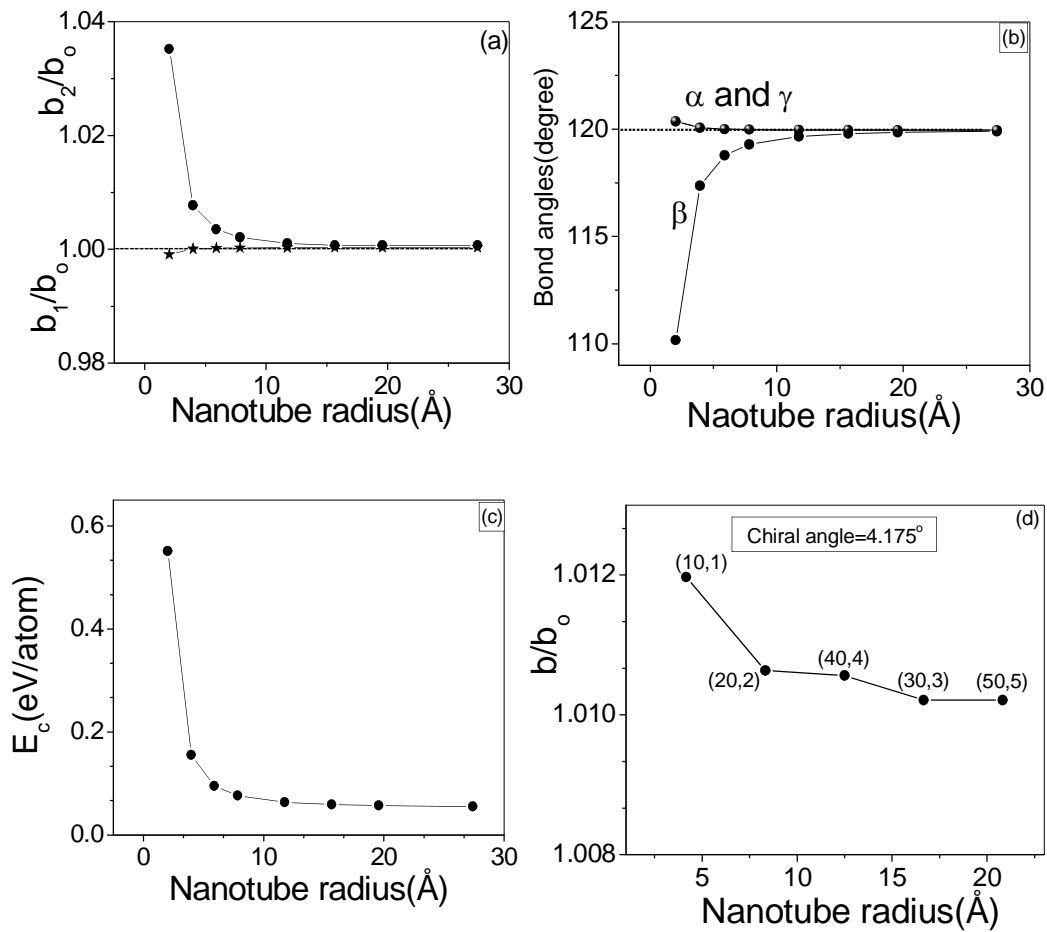 (a)
b₂/bₒ
b₁/bₒ
1.04
1.02
1.00
0.98
0 10 20 30
Nanotube radius(Å)
(b)
α and γ
β
Bond angles(degree)
120
115
110
0 10 20 30
Naotube radius(Å)
(c)
E_c(eV/atom)
0.6
0.4
0.2
0.0
0 10 20 30
Nanotube radius(Å)
(d)
Chiral angle=4.175°
b/bₒ
1.012
1.010
1.008
(10,1)
(20,2)
(40,4)
(30,3)
(50,5)
5 10 15 20
Nanotube radius(Å)